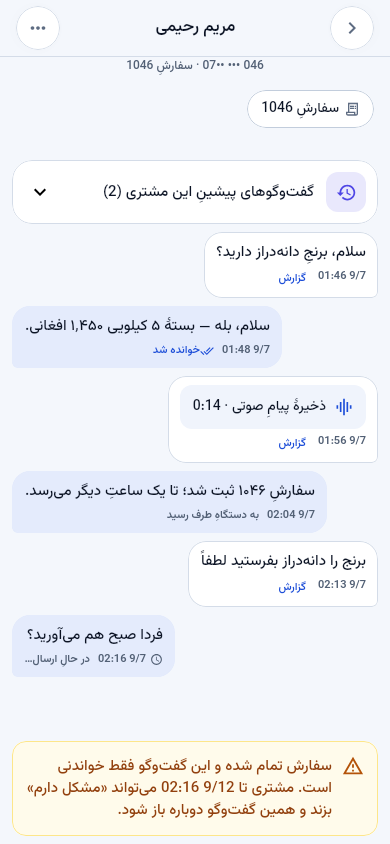 مریم رحیمی
046 ••• ••07 · سفارشِ 1046
سفارشِ 1046
گفت‌وگوهای پیشینِ این مشتری (2)
سلام، برنجِ دانه‌دراز دارید؟
9/7 01:46 گزارش
سلام، بله — بستهٔ ۵ کیلویی ۱,۴۵۰ افغانی.
9/7 01:48 خوانده شد
ذخیرهٔ پیامِ صوتی · 0:14
9/7 01:56 گزارش
سفارشِ ۱۰۴۶ ثبت شد؛ تا یک ساعتِ دیگر می‌رسد.
9/7 02:04 به دستگاهِ طرف رسید
برنج را دانه‌دراز بفرستید لطفاً
9/7 02:13 گزارش
فردا صبح هم می‌آورید؟
9/7 02:16 در حالِ ارسال…
سفارش تمام شده و این گفت‌وگو فقط خواندنی
است. مشتری تا 9/12 02:16 می‌تواند «مشکل دارم»
بزند و همین گفت‌وگو دوباره باز شود.